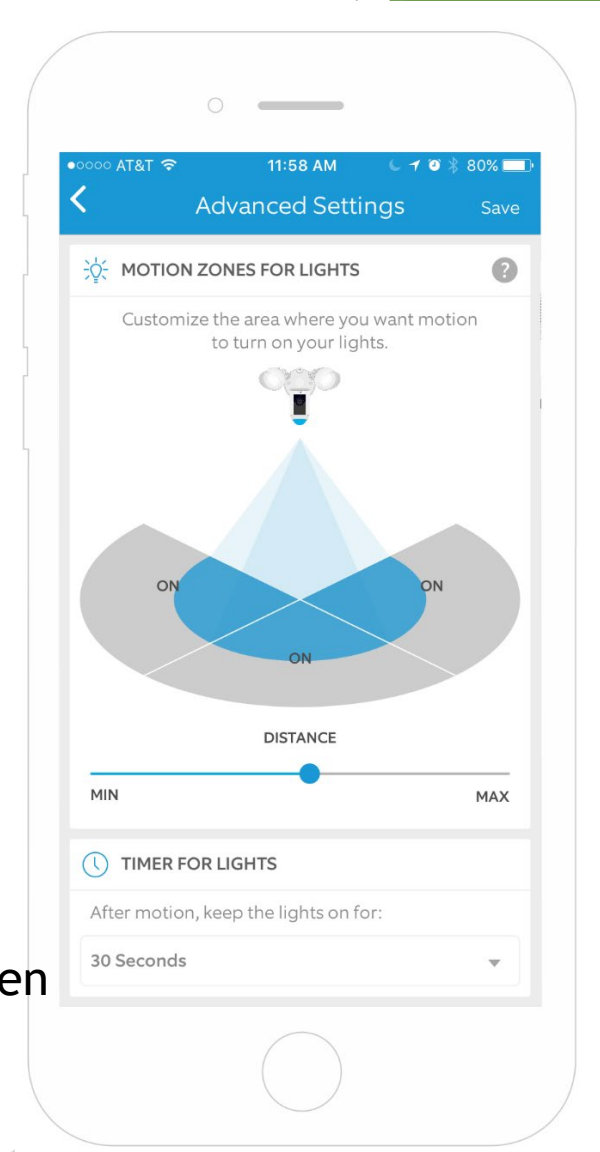 AT&T 11:58 AM 80%
Advanced Settings Save
MOTION ZONES FOR LIGHTS ?
Customize the area where you want motion
to turn on your lights.
ON ON
ON
DISTANCE
MIN MAX
TIMER FOR LIGHTS
After motion, keep the lights on for:
30 Seconds
en